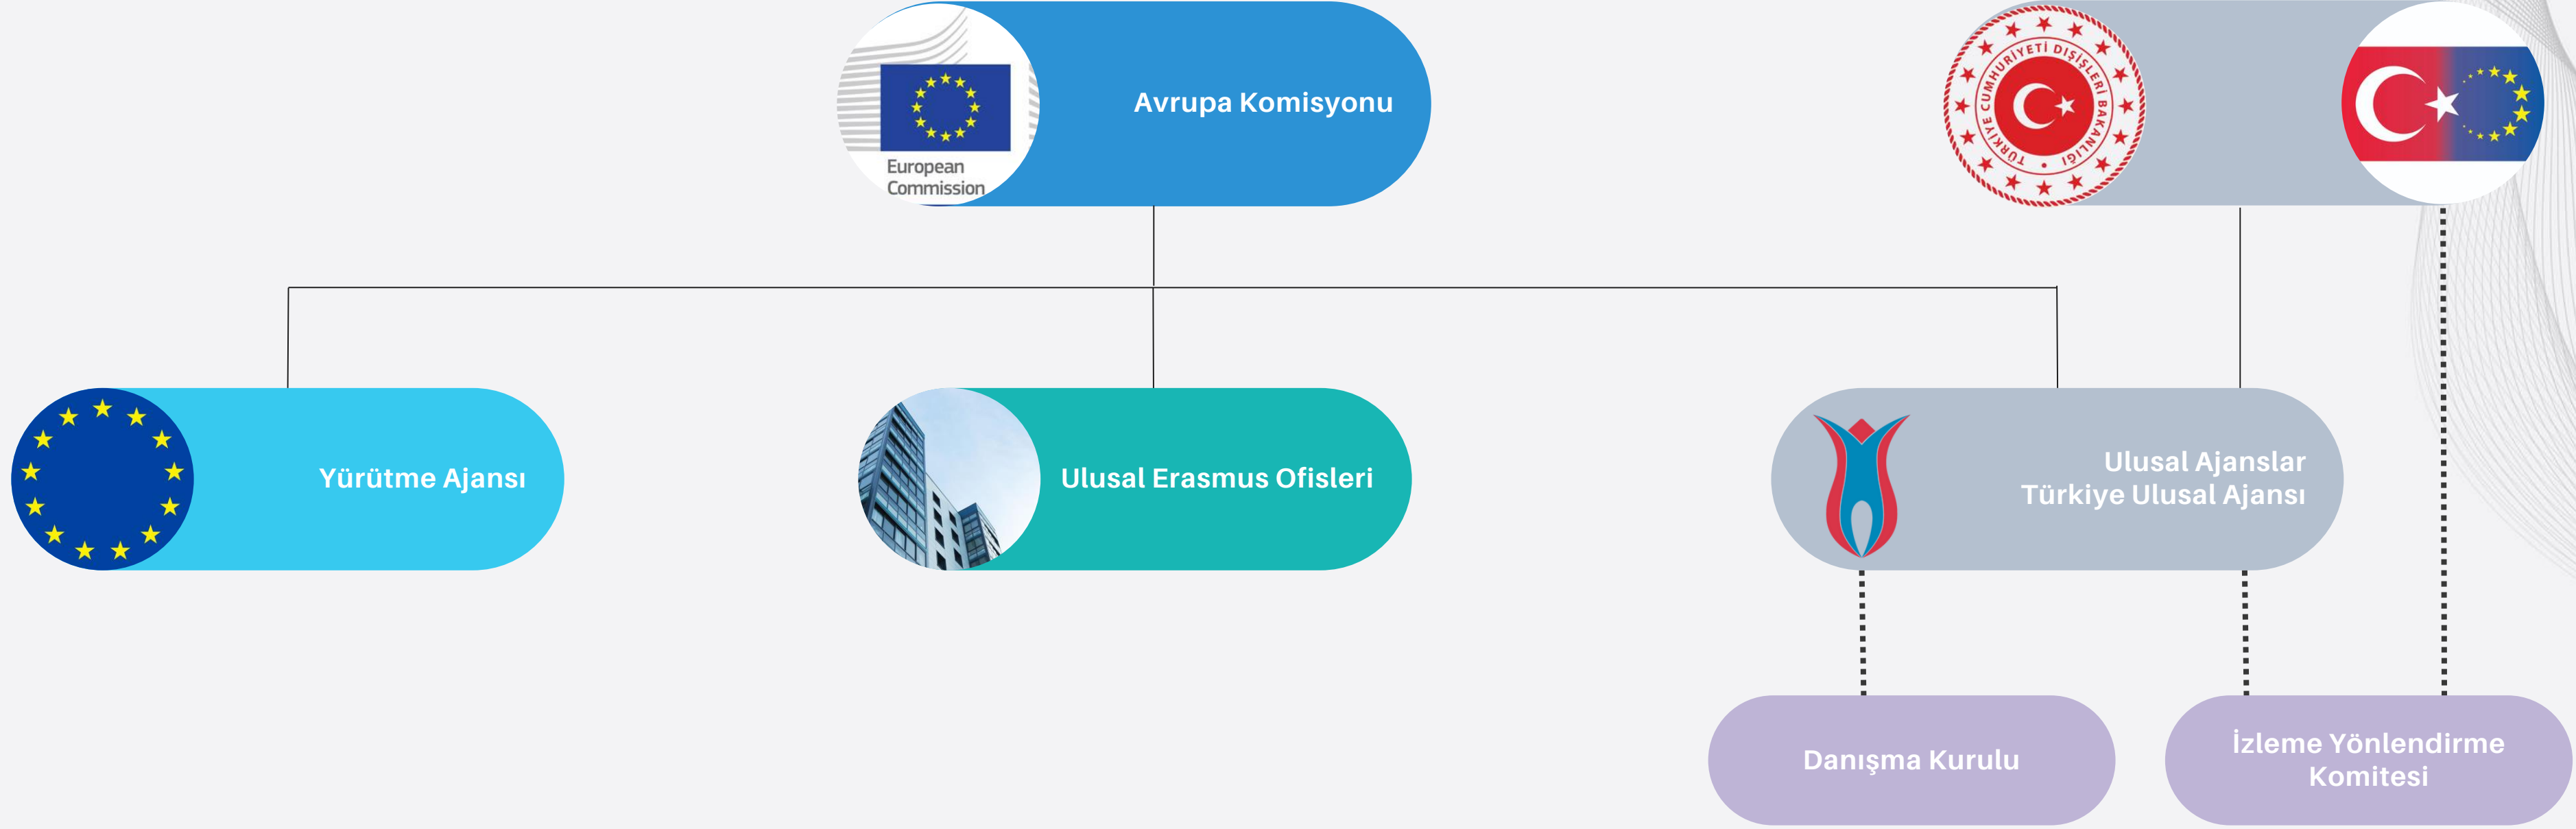 European
Commission
Avrupa Komisyonu
TÜRKİYE CUMHURİYETİ DIŞİŞLERİ BAKANLIĞI
Yürütme Ajansı
Ulusal Erasmus Ofisleri
Ulusal Ajanslar
Türkiye Ulusal Ajansı
Danışma Kurulu
İzleme Yönlendirme
Komitesi